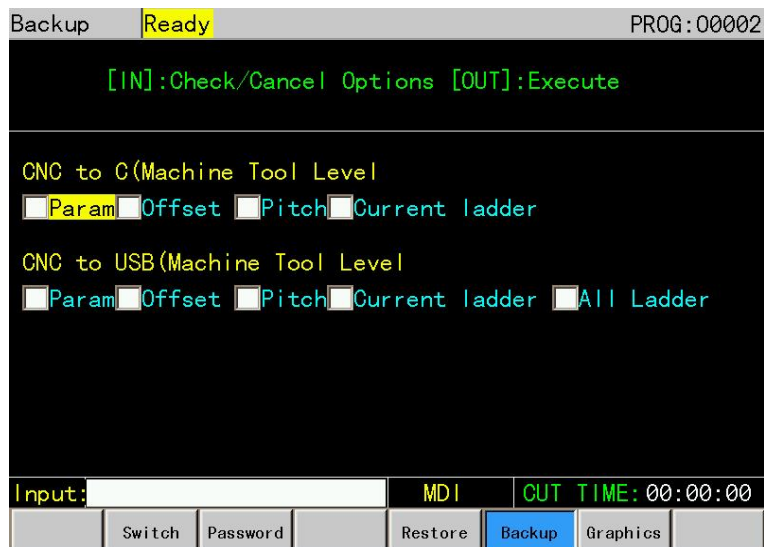 Backup Ready PROG:O0002
[IN]:Check/Cancel Options [OUT]:Execute
CNC to C(Machine Tool Level
Param Offset Pitch Current ladder
CNC to USB(Machine Tool Level
Param Offset Pitch Current ladder All Ladder
Input: MDI CUT TIME:00:00:00
Switch Password Restore Backup Graphics